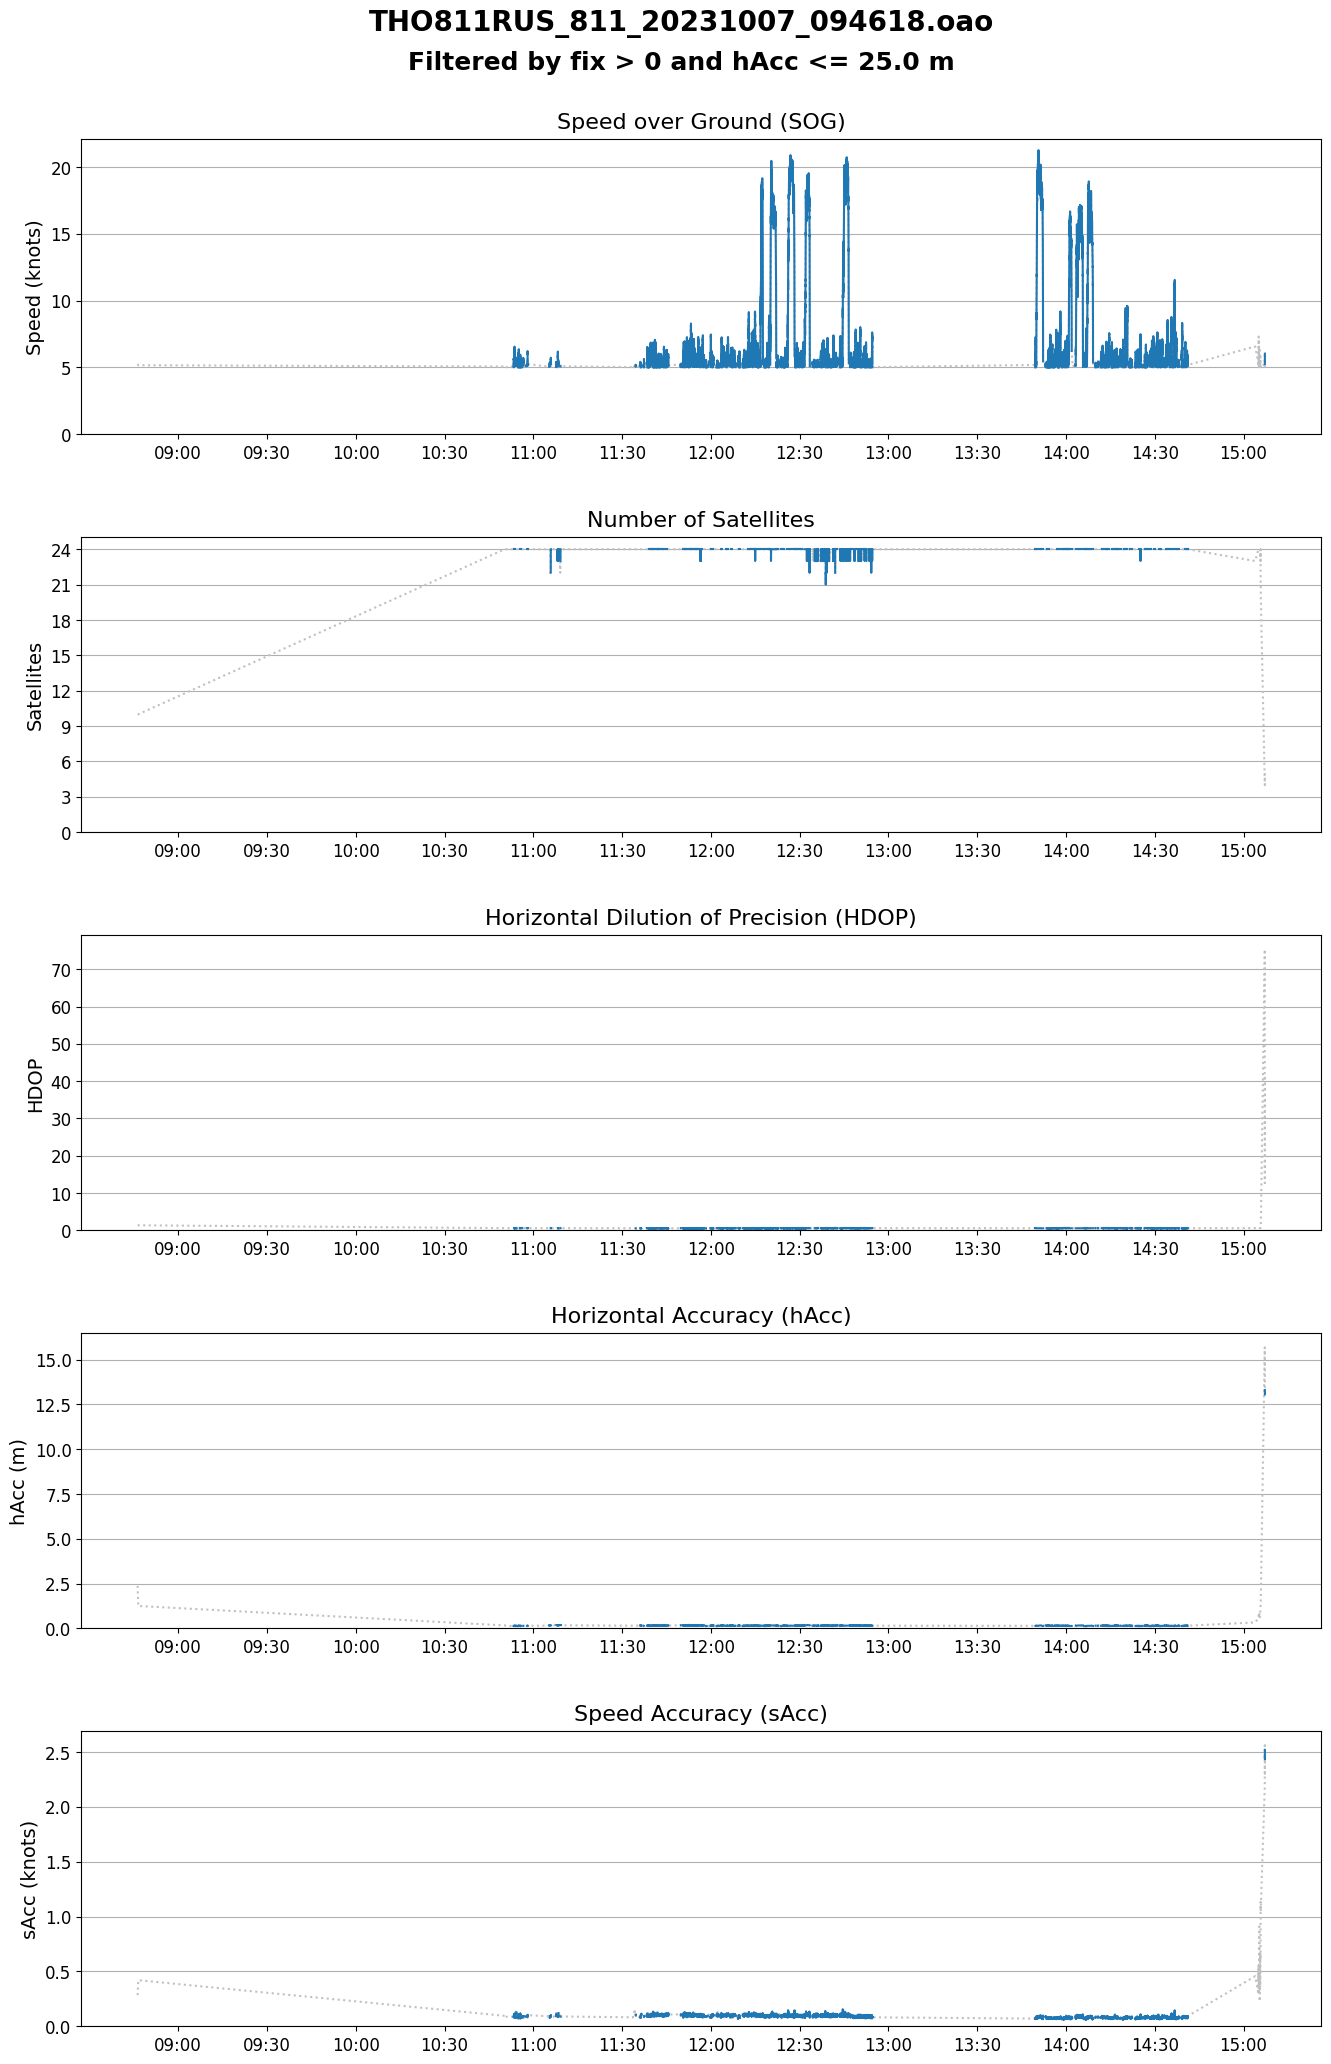 THO811RUS_811_20231007_094618.oao
Filtered by fix > 0 and hAcc <= 25.0 m
Speed over Ground (SOG)
Speed (knots)
20
15
10
5
0
09:00 09:30 10:00 10:30 11:00 11:30 12:00 12:30 13:00 13:30 14:00 14:30 15:00
Number of Satellites
Satellites
24
21
18
15
12
9
6
3
0
09:00 09:30 10:00 10:30 11:00 11:30 12:00 12:30 13:00 13:30 14:00 14:30 15:00
Horizontal Dilution of Precision (HDOP)
HDOP
70
60
50
40
30
20
10
0
09:00 09:30 10:00 10:30 11:00 11:30 12:00 12:30 13:00 13:30 14:00 14:30 15:00
Horizontal Accuracy (hAcc)
hAcc (m)
15.0
12.5
10.0
7.5
5.0
2.5
0.0
09:00 09:30 10:00 10:30 11:00 11:30 12:00 12:30 13:00 13:30 14:00 14:30 15:00
Speed Accuracy (sAcc)
sAcc (knots)
2.5
2.0
1.5
1.0
0.5
0.0
09:00 09:30 10:00 10:30 11:00 11:30 12:00 12:30 13:00 13:30 14:00 14:30 15:00